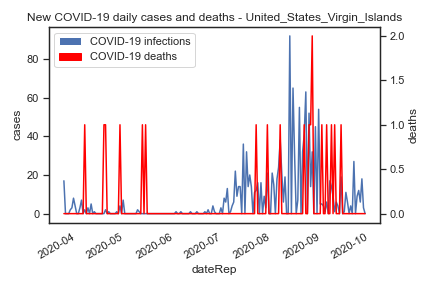 New COVID-19 daily cases and deaths - United_States_Virgin_Islands
COVID-19 infections
COVID-19 deaths
80
60
40
20
0
cases
2.0
1.5
1.0
0.5
0.0
deaths
2020-04
2020-05
2020-06
2020-07
2020-08
2020-09
2020-10
dateRep